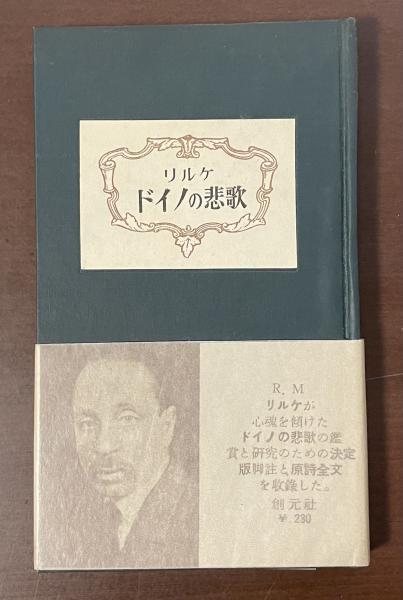 リルケ
ドイノの悲歌
R. M
リルケが
心魂を傾けた
ドイノの悲歌の鑑
賞と研究のための決定
版脚註と原詩全文
を収録した。
創元社
￥.230